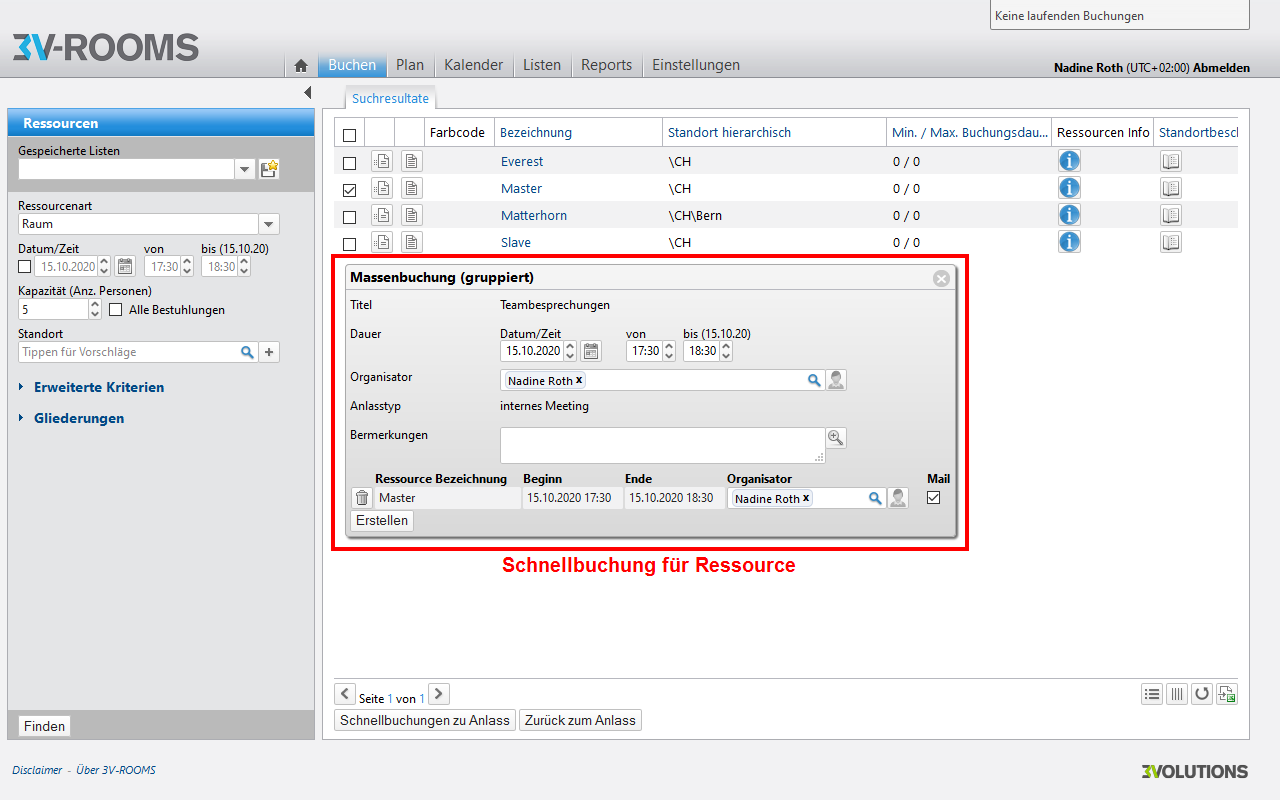 Keine laufenden Buchungen
3V-ROOMS
Buchen Plan Kalender Listen Reports Einstellungen
Nadine Roth (UTC+02:00) Abmelden
Suchresultate
Ressourcen
Gespeicherte Listen
Ressourcenart
Raum
Datum/Zeit von bis (15.10.20)
15.10.2020 17:30 18:30
Kapazität (Anz. Personen)
5 Alle Bestuhlungen
Standort
Tippen für Vorschläge
Erweiterte Kriterien
Gliederungen
Finden
Farbcode Bezeichnung Standort hierarchisch Min. / Max. Buchungsdau... Ressourcen Info Standortbesch
Everest \CH 0 / 0
Master \CH 0 / 0
Matterhorn \CH\Bern 0 / 0
Slave \CH 0 / 0
Massenbuchung (gruppiert)
Titel Teambesprechungen
Dauer Datum/Zeit von bis (15.10.20)
15.10.2020 17:30 18:30
Organisator Nadine Roth x
Anlasstyp internes Meeting
Bermerkungen
Ressource Bezeichnung Beginn Ende Organisator Mail
Master 15.10.2020 17:30 15.10.2020 18:30 Nadine Roth x
Erstellen
Schnellbuchung für Ressource
Seite 1 von 1
Schnellbuchungen zu Anlass Zurück zum Anlass
Disclaimer - Über 3V-ROOMS
3VOLUTIONS